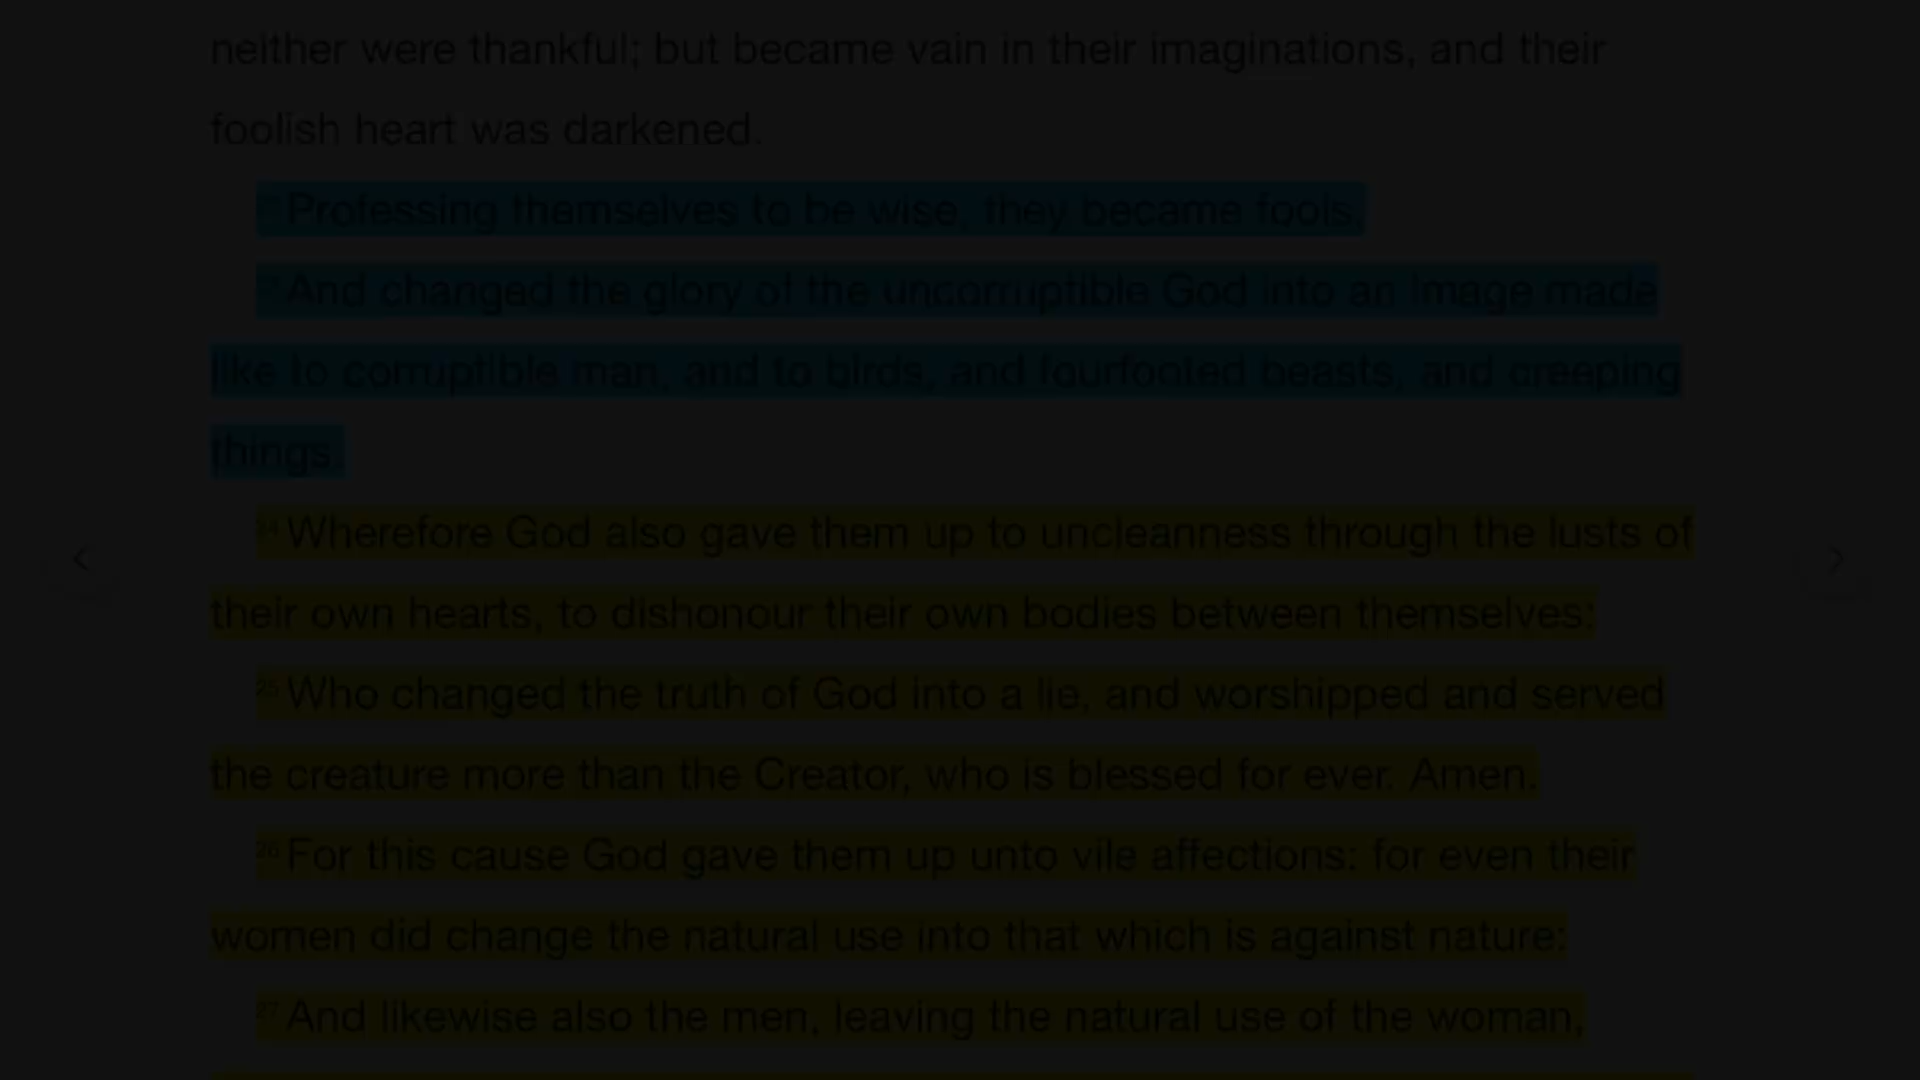 neither were thankful; but became vain in their imaginations, and their
foolish heart was darkened.
Professing themselves to be wise, they became fools,
And changed the glory of the uncorruptible God into an image made
like to corruptible man, and to birds, and fourfooted beasts, and creeping
things.
24 Wherefore God also gave them up to uncleanness through the lusts of
their own hearts, to dishonour their own bodies between themselves:
25 Who changed the truth of God into a lie, and worshipped and served
the creature more than the Creator, who is blessed for ever. Amen.
26 For this cause God gave them up unto vile affections: for even their
women did change the natural use into that which is against nature:
27 And likewise also the men, leaving the natural use of the woman,